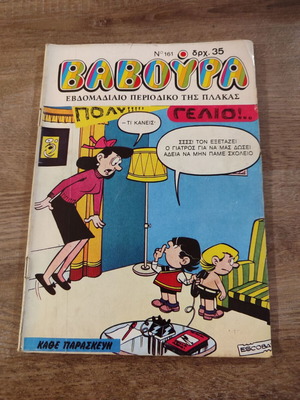 Νο 161 δρχ. 35
ΒΑΒΟΥΡΑ
ΕΒΔΟΜΑΔΙΑΙΟ ΠΕΡΙΟΔΙΚΟ ΤΗΣ ΠΛΑΚΑΣ
ΠΟΛΥ!!!! ΓΕΛΙΟ!..
-ΤΙ ΚΑΝΕΙΣ;
ΣΣΣΣ! ΤΟΝ ΕΞΕΤΑΖΕΙ!
Ο ΓΙΑΤΡΟΣ ΓΙΑ ΝΑ ΜΑΣ ΔΩΣΕΙ
ΑΔΕΙΑ ΝΑ ΜΗΝ ΠΑΜΕ ΣΧΟΛΕΙΟ
ΚΑΘΕ ΠΑΡΑΣΚΕΥΗ
ESCOBAR